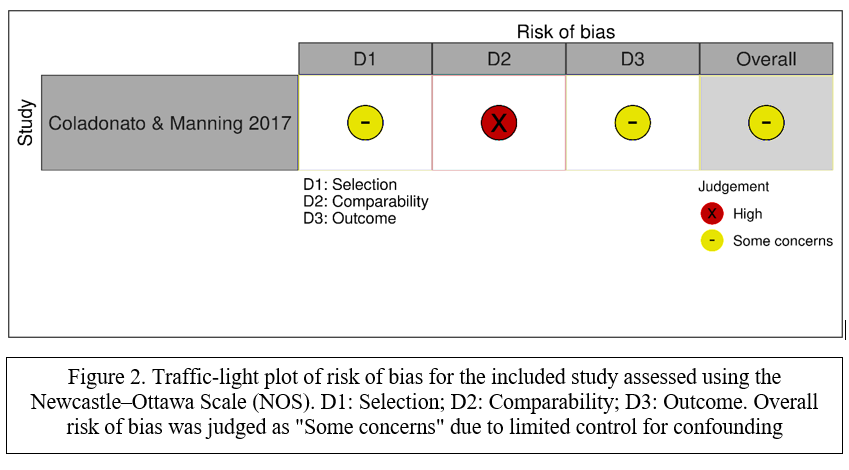 Risk of bias
D1 D2 D3 Overall
Study
Coladonato & Manning 2017
- X - -
D1: Selection
D2: Comparability
D3: Outcome
Judgement
X High
- Some concerns
Figure 2. Traffic-light plot of risk of bias for the included study assessed using the
Newcastle–Ottawa Scale (NOS). D1: Selection; D2: Comparability; D3: Outcome. Overall
risk of bias was judged as "Some concerns" due to limited control for confounding